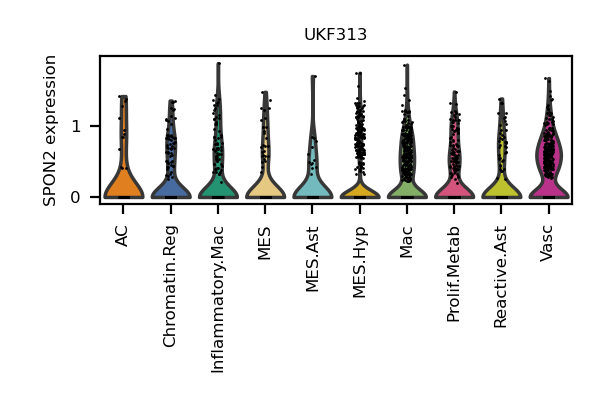 UKF313
SPON2 expression
1
0
AC
Chromatin.Reg
Inflammatory.Mac
MES
MES.Ast
MES.Hyp
Mac
Prolif.Metab
Reactive.Ast
Vasc